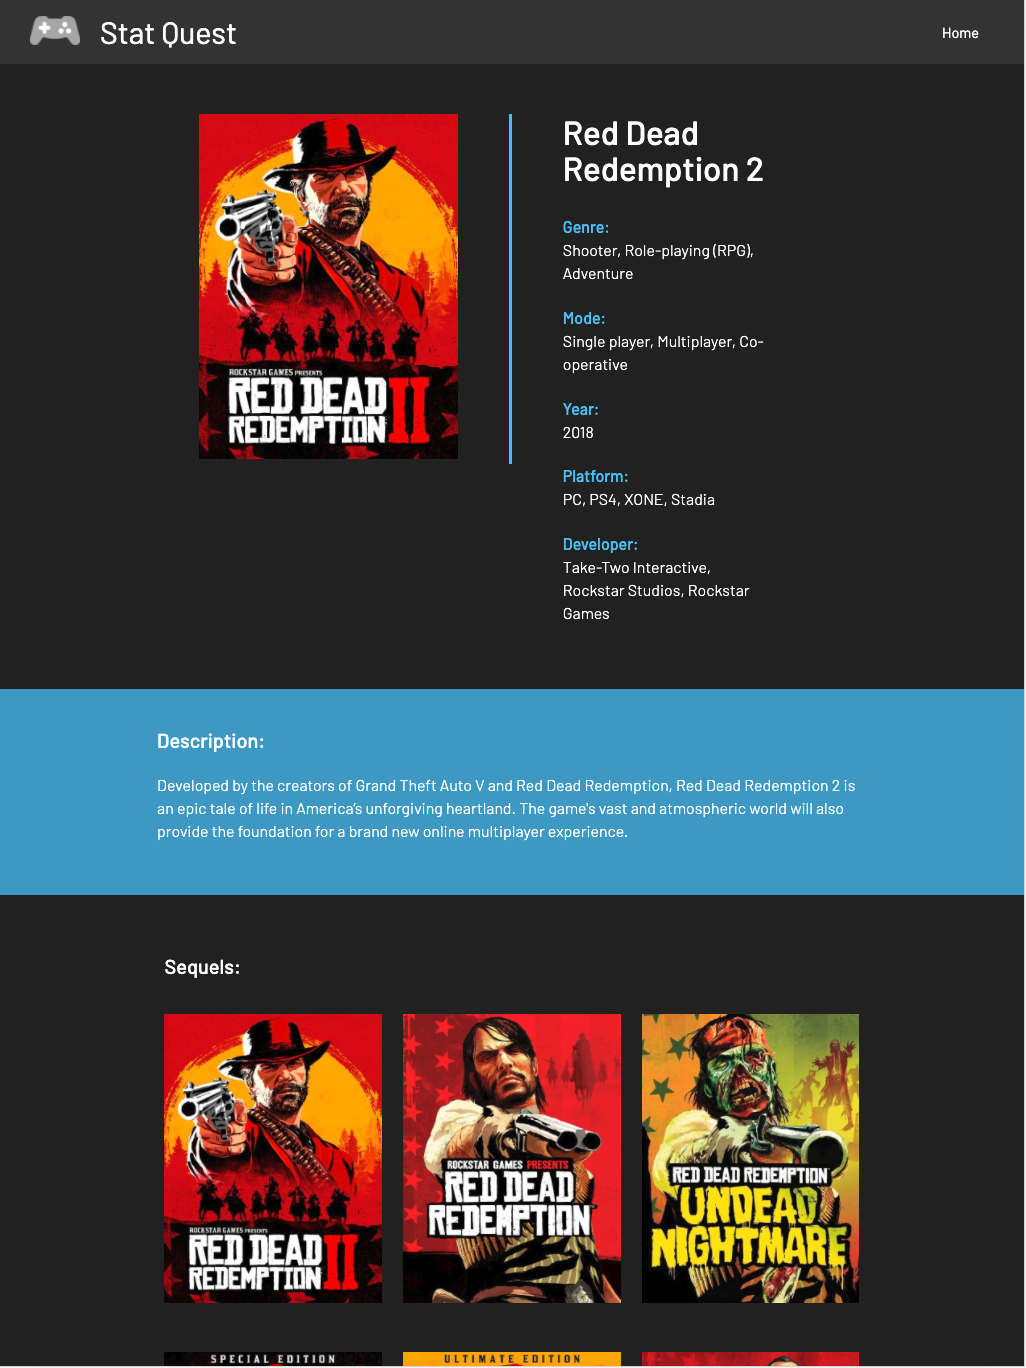 Stat Quest
Home
Red Dead
Redemption 2
Genre:
Shooter, Role-playing (RPG),
Adventure
Mode:
Single player, Multiplayer, Co-
operative
Year:
2018
Platform:
PC, PS4, XONE, Stadia
Developer:
Take-Two Interactive,
Rockstar Studios, Rockstar
Games
ROCKSTAR GAMES PRESENTS
RED DEAD
REDEMPTION II
Description:
Developed by the creators of Grand Theft Auto V and Red Dead Redemption, Red Dead Redemption 2 is
an epic tale of life in America’s unforgiving heartland. The game's vast and atmospheric world will also
provide the foundation for a brand new online multiplayer experience.
Sequels:
ROCKSTAR GAMES PRESENTS
RED DEAD
REDEMPTION II
ROCKSTAR GAMES PRESENTS
RED DEAD
REDEMPTION
RED DEAD REDEMPTION
UNDEAD
NIGHTMARE
SPECIAL EDITION
ULTIMATE EDITION